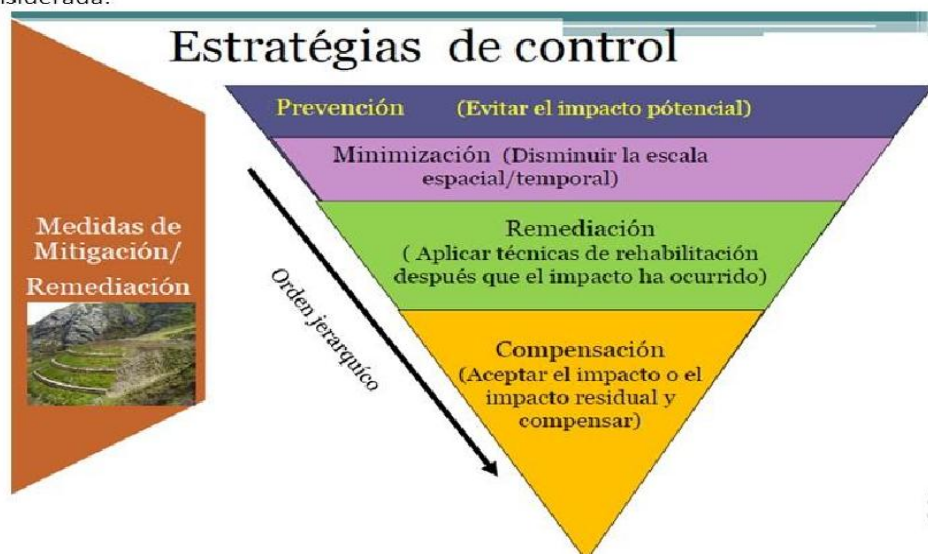 Estratégias de control
Prevención (Evitar el impacto pótencial)
Minimización (Disminuir la escala
espacial/temporal)
Remediación
( Aplicar técnicas de rehabilitación
después que el impacto ha ocurrido)
Compensación
(Aceptar el impacto o el
impacto residual y
compensar)
Orden jerarquíco
Medidas de
Mitigación/
Remediación